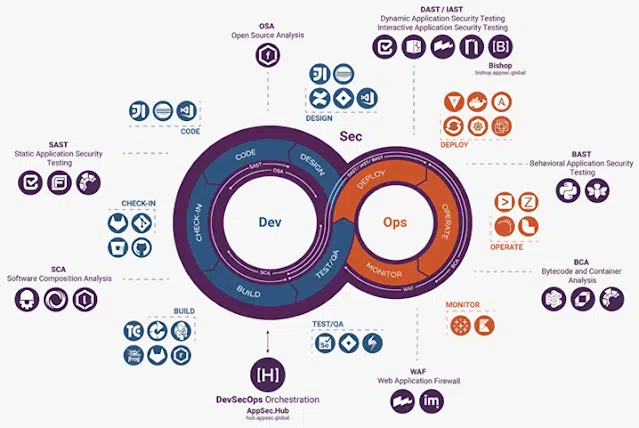 OSA
Open Source Analysis
DAST / IAST
Dynamic Application Security Testing
Interactive Application Security Testing
[B]
Bishop
bishop.appsec.global
CODE
DESIGN
DEPLOY
Sec
SAST
Static Application Security
Testing
BAST
Behavioral Application Security
Testing
CHECK-IN
OPERATE
SCA
Software Composition Analysis
BCA
Bytecode and Container
Analysis
BUILD
TC
JFrog
TEST/QA
Se
MONITOR
CODE
DESIGN
SAST
OSA
CHECK-IN
Dev
SCA
BUILD
TEST/QA
DAST / IAST / BAST
DEPLOY
Ops
OPERATE
MONITOR
WAF
BCA
[H]
DevSecOps Orchestration
AppSec.Hub
hub.appsec.global
WAF
Web Application Firewall
im